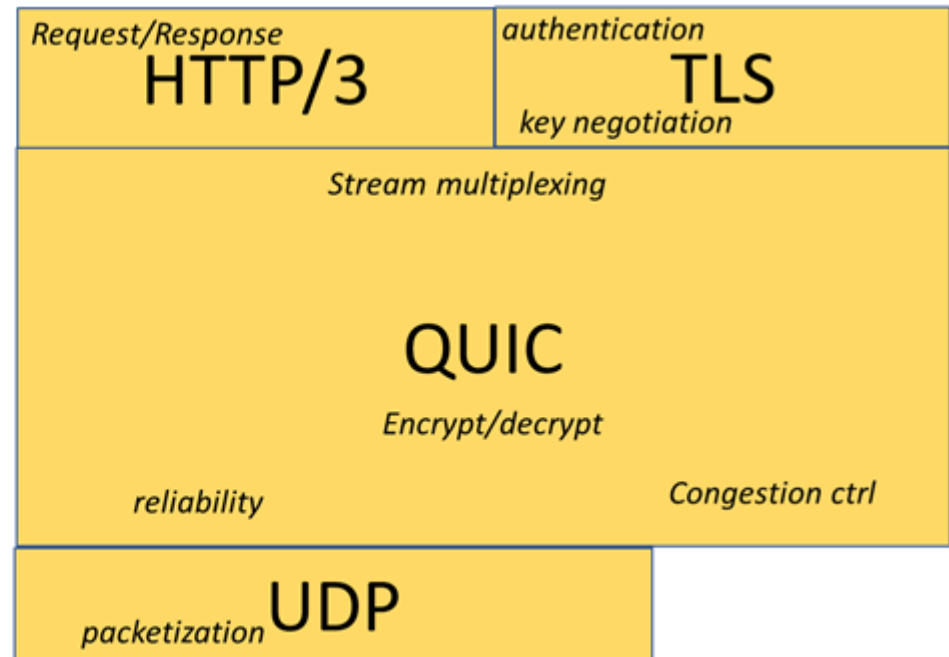 Request/Response
HTTP/3
authentication
TLS
key negotiation
Stream multiplexing
QUIC
Encrypt/decrypt
reliability
Congestion ctrl
UDP
packetization